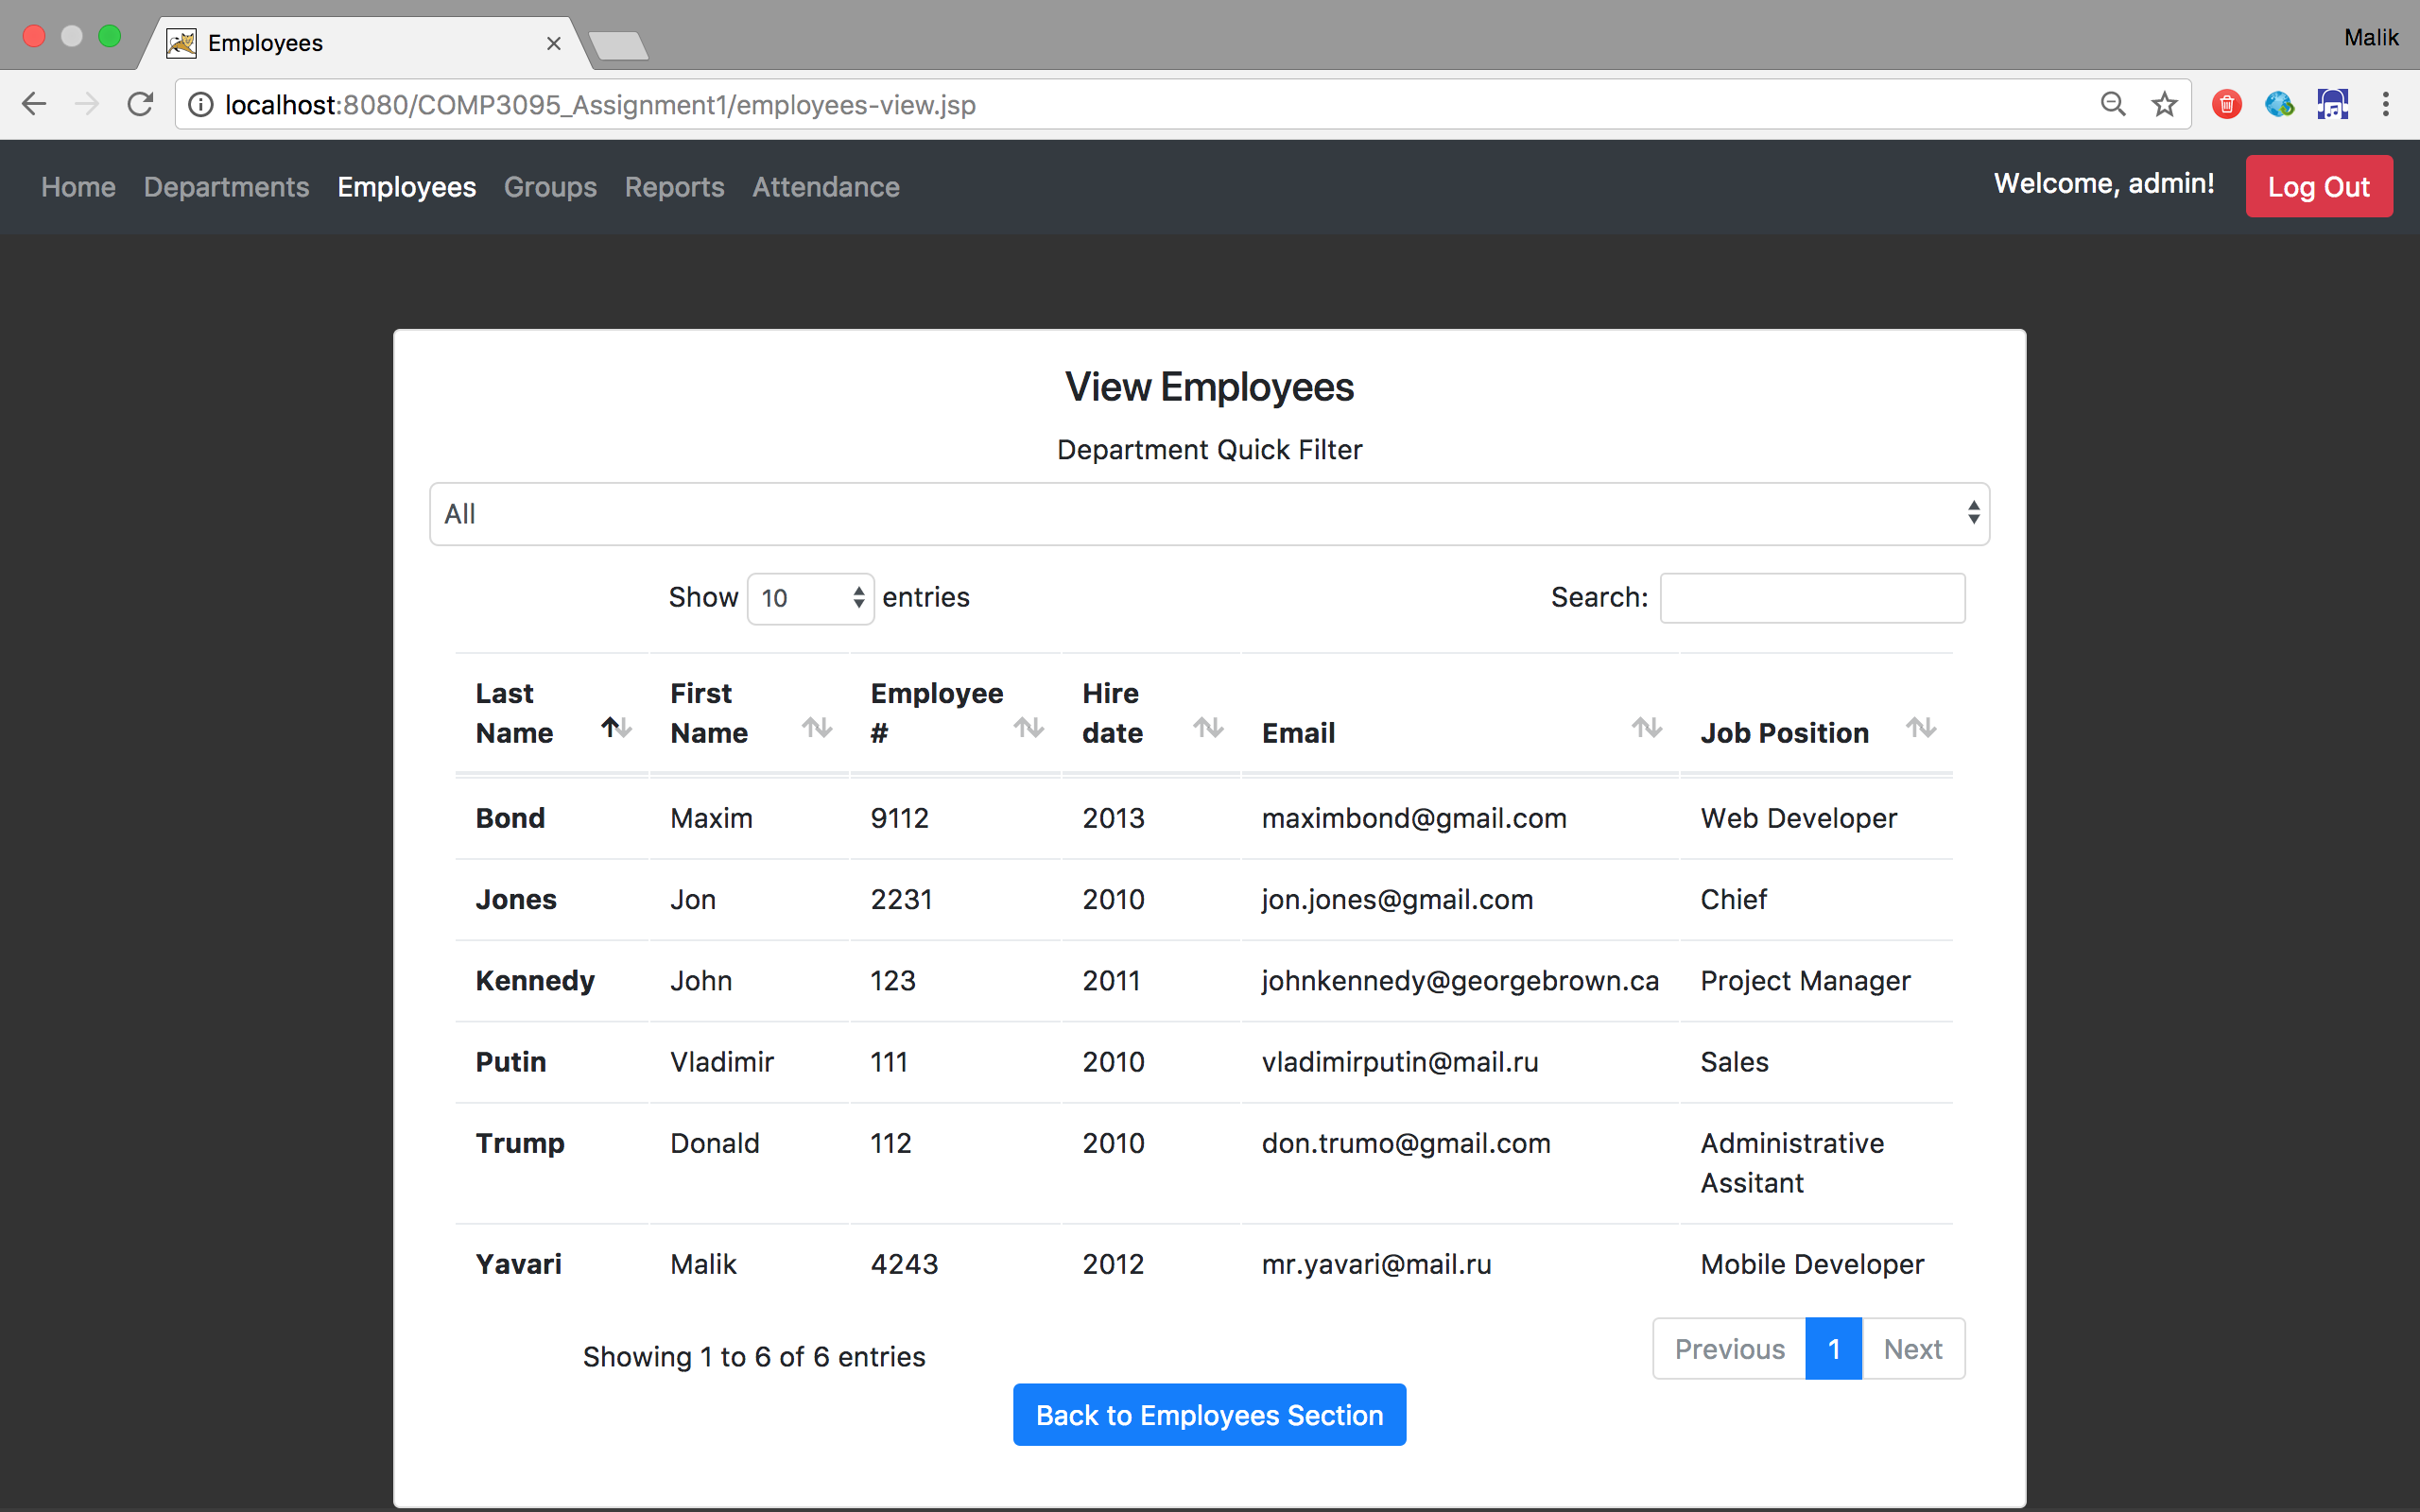 Employees
Malik
localhost:8080/COMP3095_Assignment1/employees-view.jsp
Home Departments Employees Groups Reports Attendance Welcome, admin! Log Out
View Employees
Department Quick Filter
All
Show 10 entries Search:
Last Name First Name Employee # Hire date Email Job Position
Bond Maxim 9112 2013 maximbond@gmail.com Web Developer
Jones Jon 2231 2010 jon.jones@gmail.com Chief
Kennedy John 123 2011 johnkennedy@georgebrown.ca Project Manager
Putin Vladimir 111 2010 vladimirputin@mail.ru Sales
Trump Donald 112 2010 don.trumo@gmail.com Administrative
Assitant
Yavari Malik 4243 2012 mr.yavari@mail.ru Mobile Developer
Showing 1 to 6 of 6 entries Previous 1 Next
Back to Employees Section